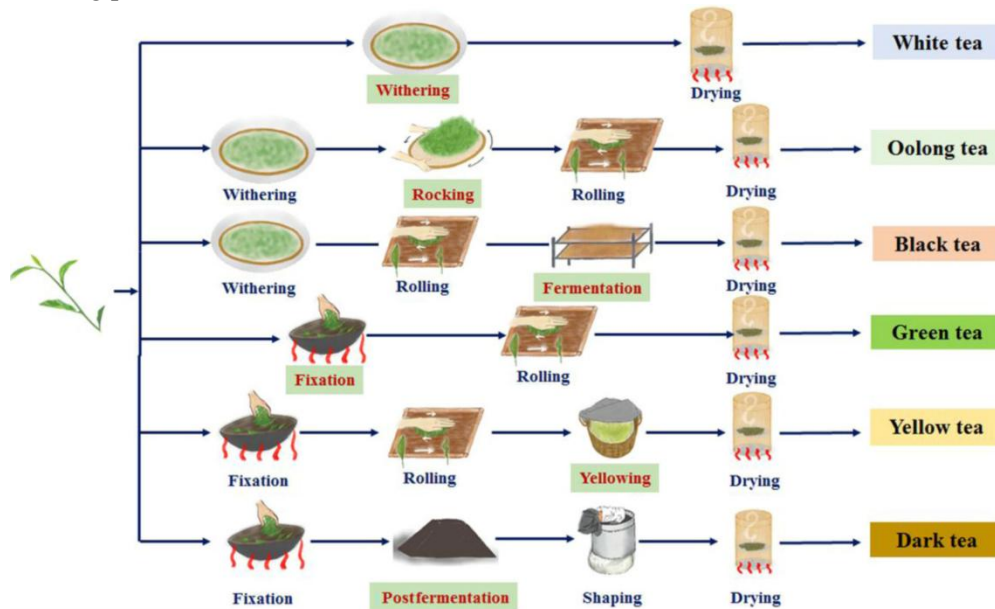 Withering
Drying
White tea
Withering
Rocking
Rolling
Drying
Oolong tea
Withering
Rolling
Fermentation
Drying
Black tea
Fixation
Rolling
Drying
Green tea
Fixation
Rolling
Yellowing
Drying
Yellow tea
Fixation
Postfermentation
Shaping
Drying
Dark tea